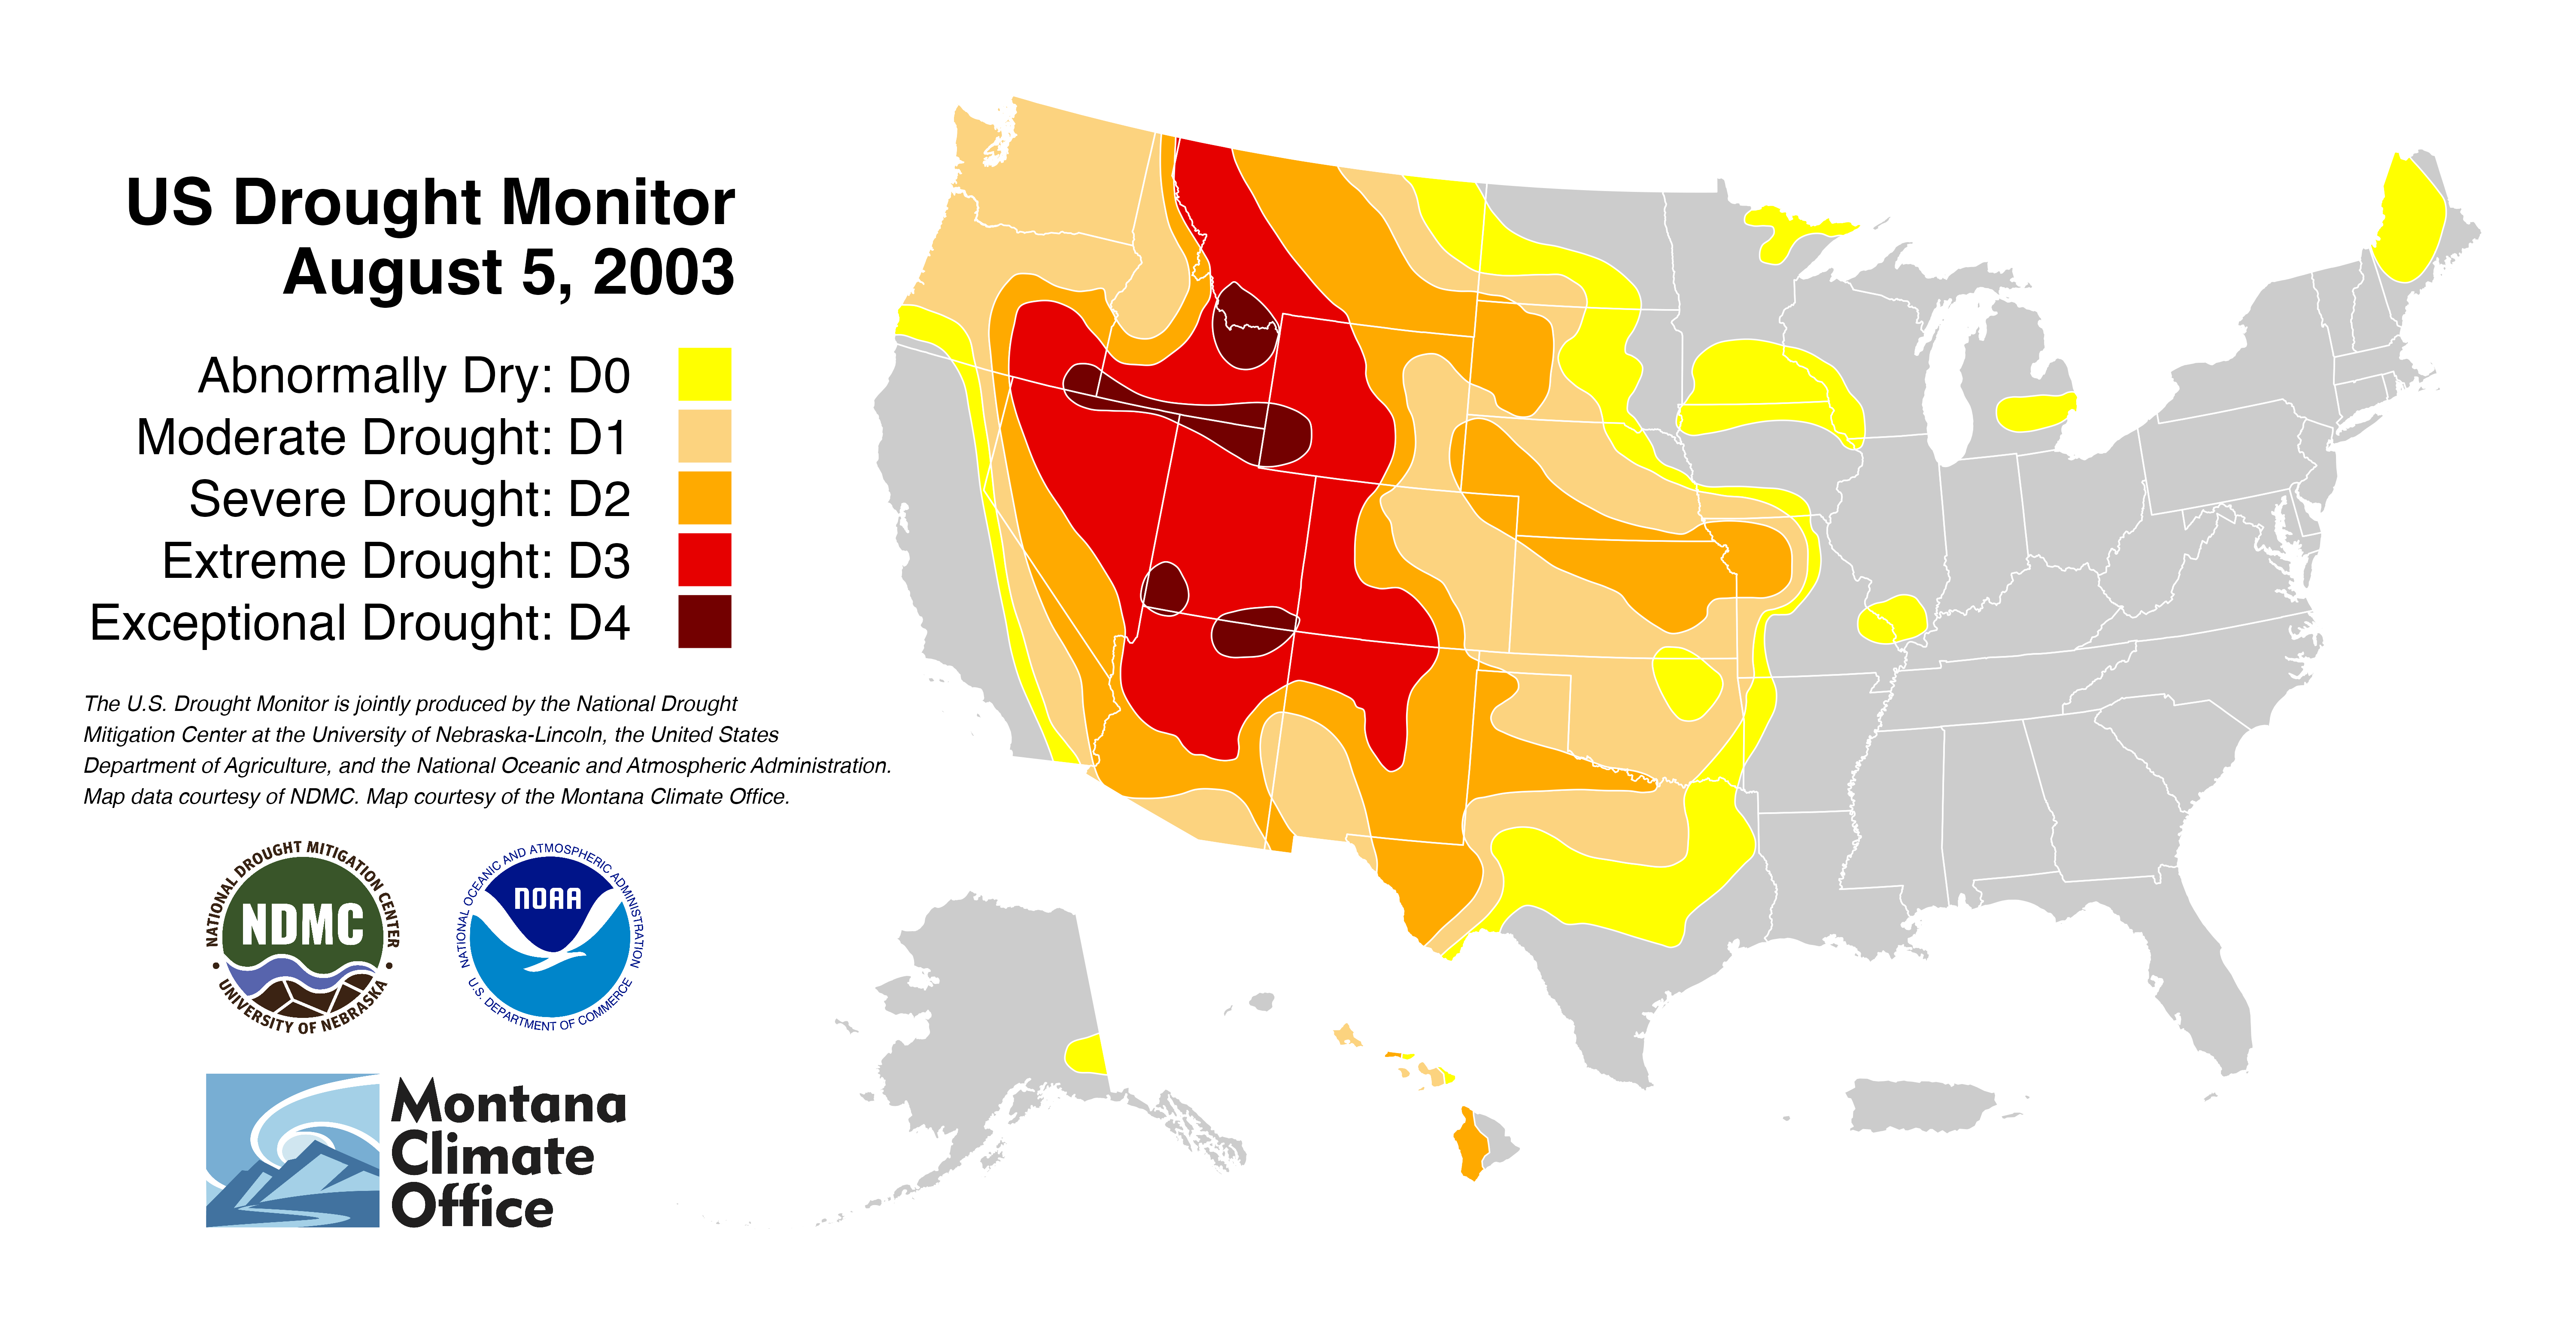 US Drought Monitor
August 5, 2003
Abnormally Dry: D0
Moderate Drought: D1
Severe Drought: D2
Extreme Drought: D3
Exceptional Drought: D4
The U.S. Drought Monitor is jointly produced by the National Drought
Mitigation Center at the University of Nebraska-Lincoln, the United States
Department of Agriculture, and the National Oceanic and Atmospheric Administration.
Map data courtesy of NDMC. Map courtesy of the Montana Climate Office.
NATIONAL DROUGHT MITIGATION CENTER
NDMC
• UNIVERSITY OF NEBRASKA •
NATIONAL OCEANIC AND ATMOSPHERIC ADMINISTRATION
NOAA
U.S. DEPARTMENT OF COMMERCE
Montana
Climate
Office